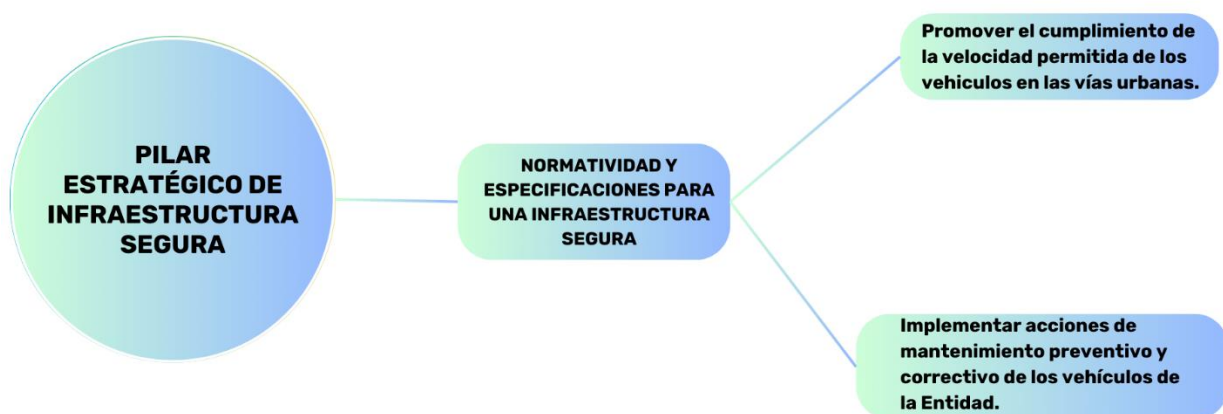 PILAR
ESTRATÉGICO DE
INFRAESTRUCTURA
SEGURA
NORMATIVIDAD Y
ESPECIFICACIONES PARA
UNA INFRAESTRUCTURA
SEGURA
Promover el cumplimiento de
la velocidad permitida de los
vehiculos en las vías urbanas.
Implementar acciones de
mantenimiento preventivo y
correctivo de los vehículos de
la Entidad.